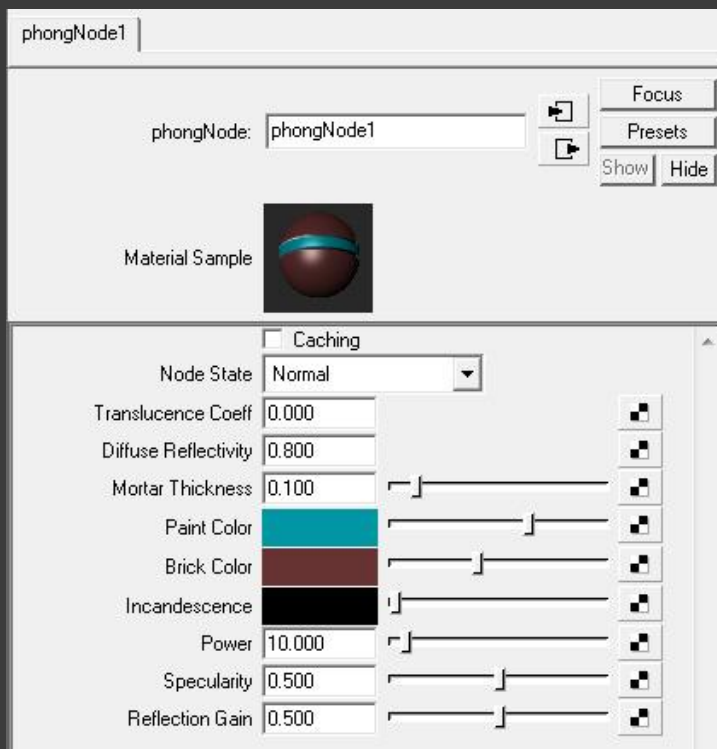 phongNode1
phongNode: phongNode1
Focus
Presets
Show Hide
Material Sample
Caching
Node State Normal
Translucence Coeff 0.000
Diffuse Reflectivity 0.800
Mortar Thickness 0.100
Paint Color
Brick Color
Incandescence
Power 10.000
Specularity 0.500
Reflection Gain 0.500